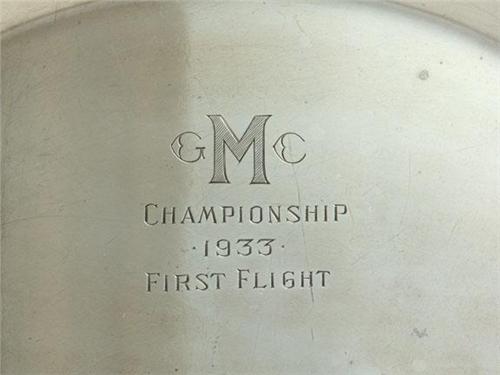 GMC
CHAMPIONSHIP
·1933·
FIRST FLIGHT